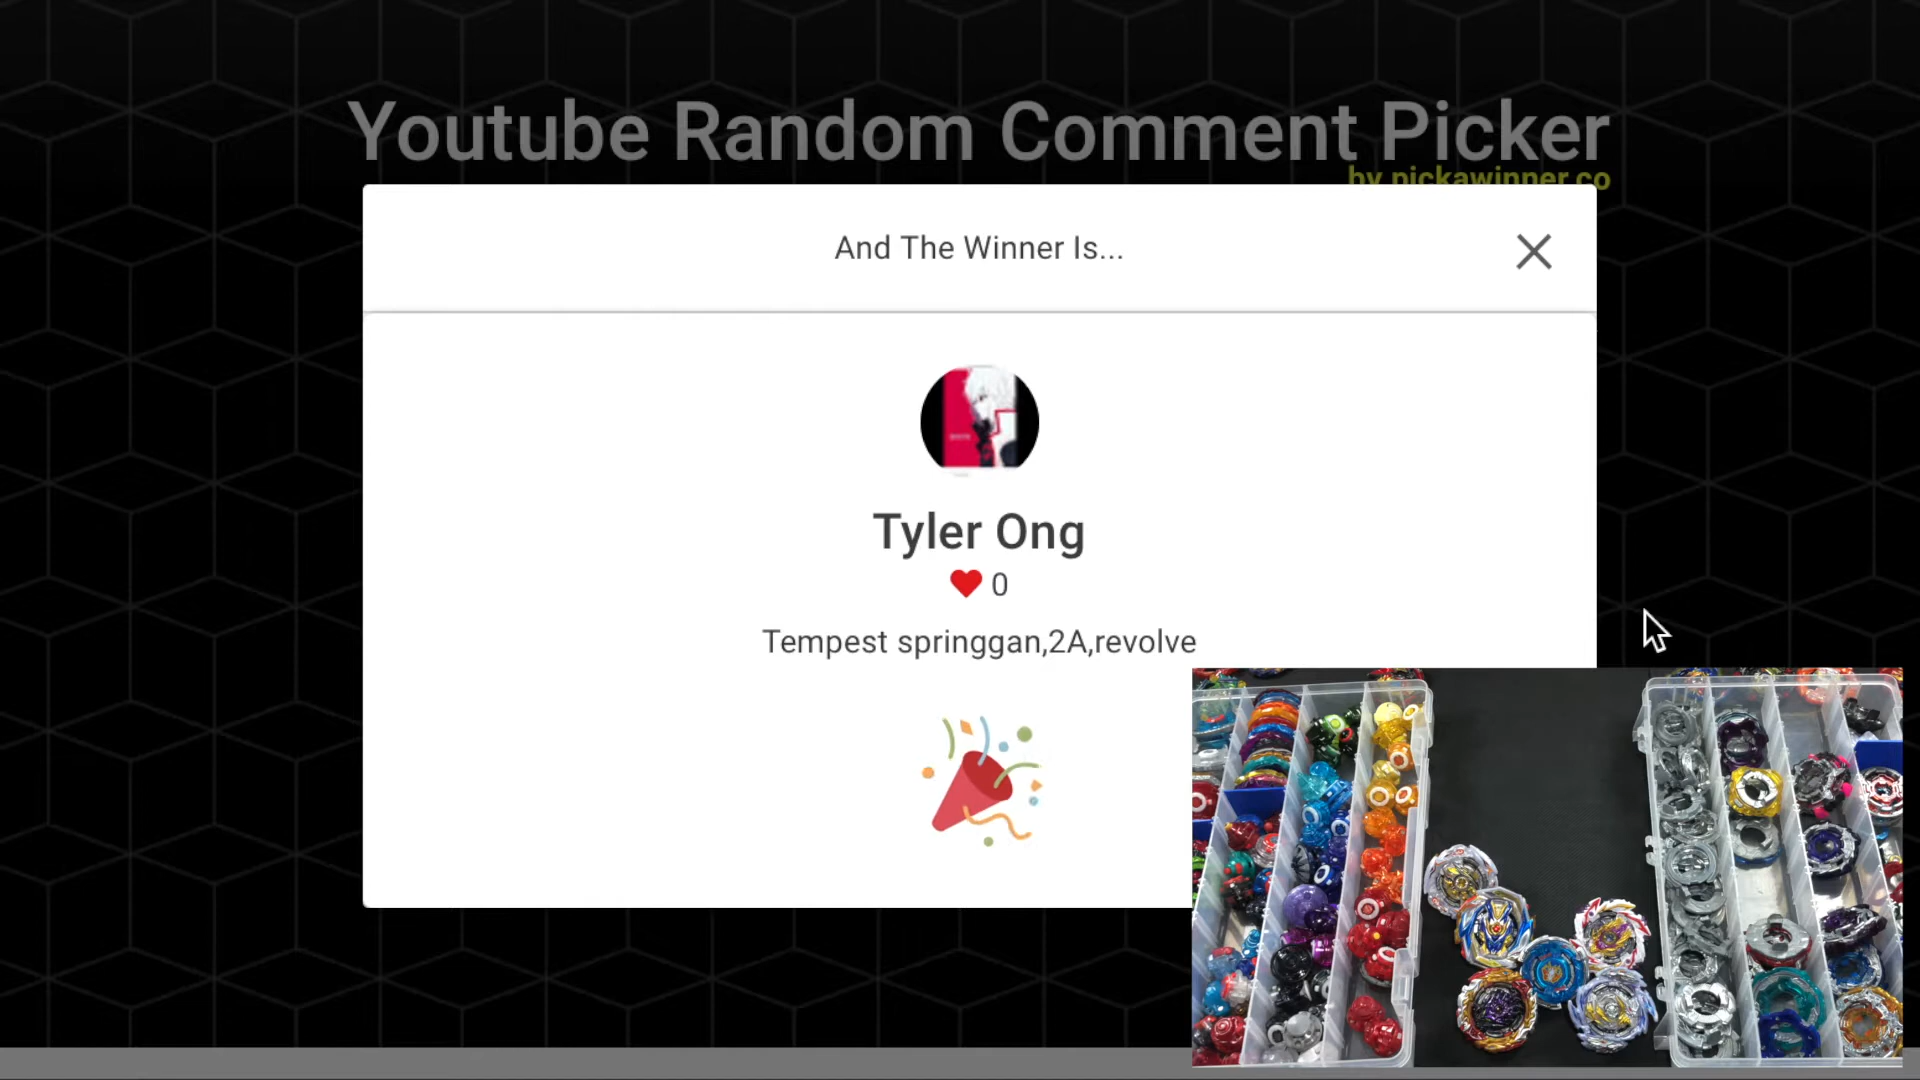 Youtube Random Comment Picker
by pickawinner.co
And The Winner Is...
Tyler Ong
0
Tempest springgan,2A,revolve